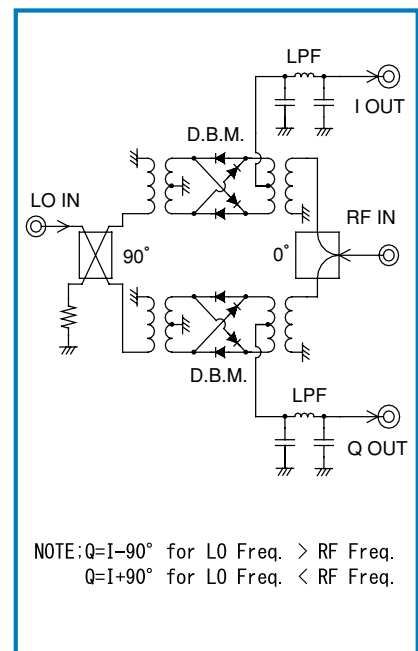 LPF
I OUT
D.B.M.
LO IN
RF IN
90°
0°
D.B.M.
LPF
Q OUT
NOTE;Q=I-90° for LO Freq. > RF Freq.
Q=I+90° for LO Freq. < RF Freq.